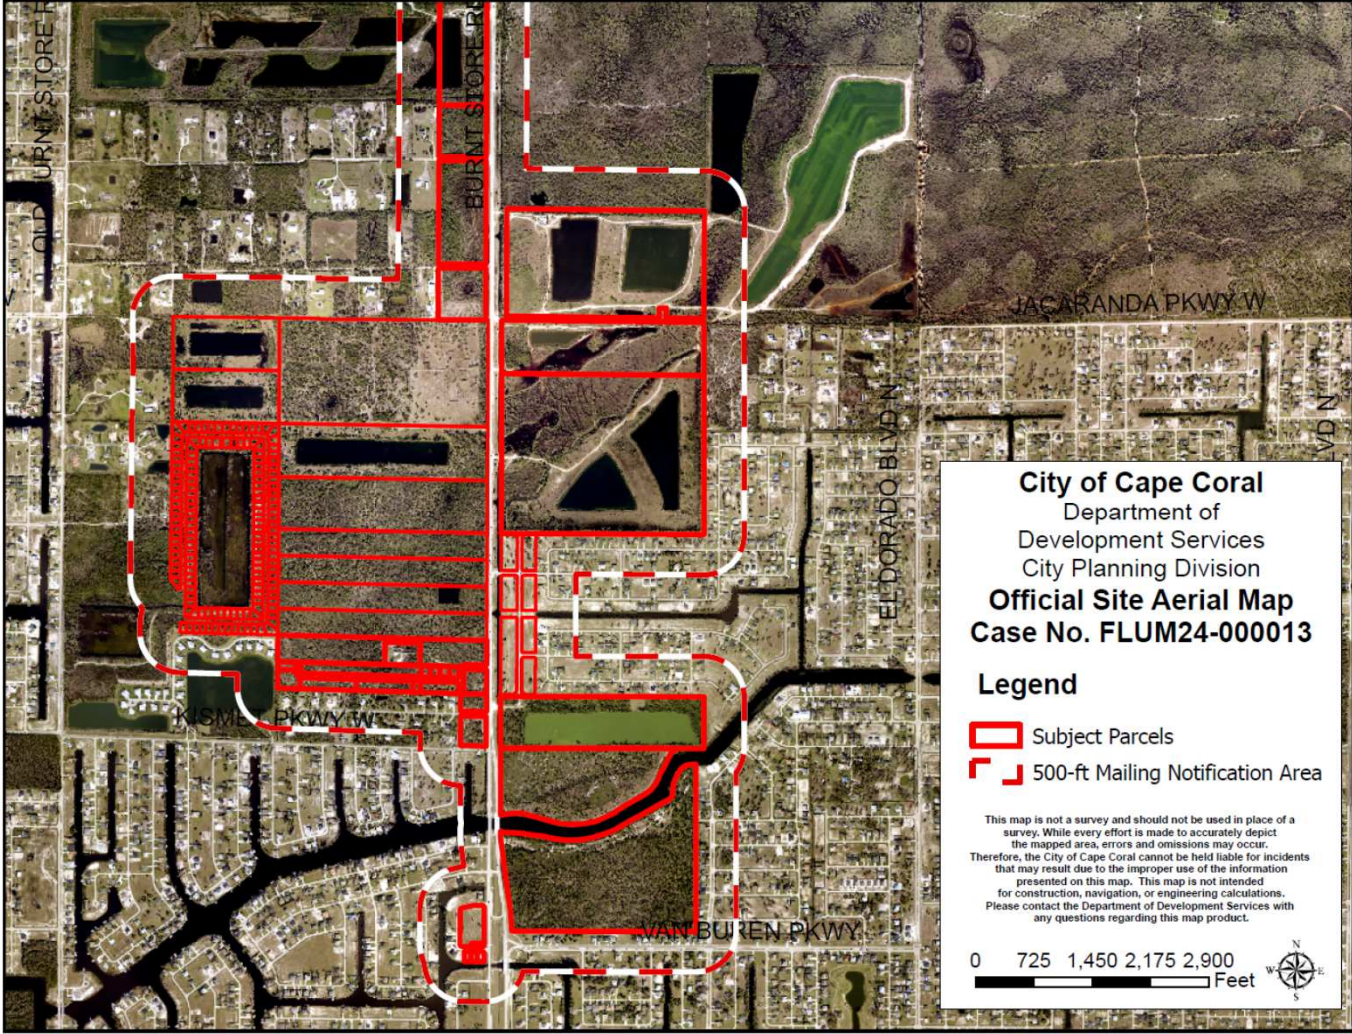 OLD BURNT STORE R
BURNT STORE R
JACARANDA PKWY W
EL DORADO BLVD N
LVD N
KISMET PKWY W
VAN BUREN PKWY
City of Cape Coral
Department of
Development Services
City Planning Division
Official Site Aerial Map
Case No. FLUM24-000013
Legend
Subject Parcels
500-ft Mailing Notification Area
This map is not a survey and should not be used in place of a
survey. While every effort is made to accurately depict
the mapped area, errors and omissions may occur.
Therefore, the City of Cape Coral cannot be held liable for incidents
that may result due to the improper use of the information
presented on this map. This map is not intended
for construction, navigation, or engineering calculations.
Please contact the Department of Development Services with
any questions regarding this map product.
0 725 1,450 2,175 2,900
Feet
N
W E
S